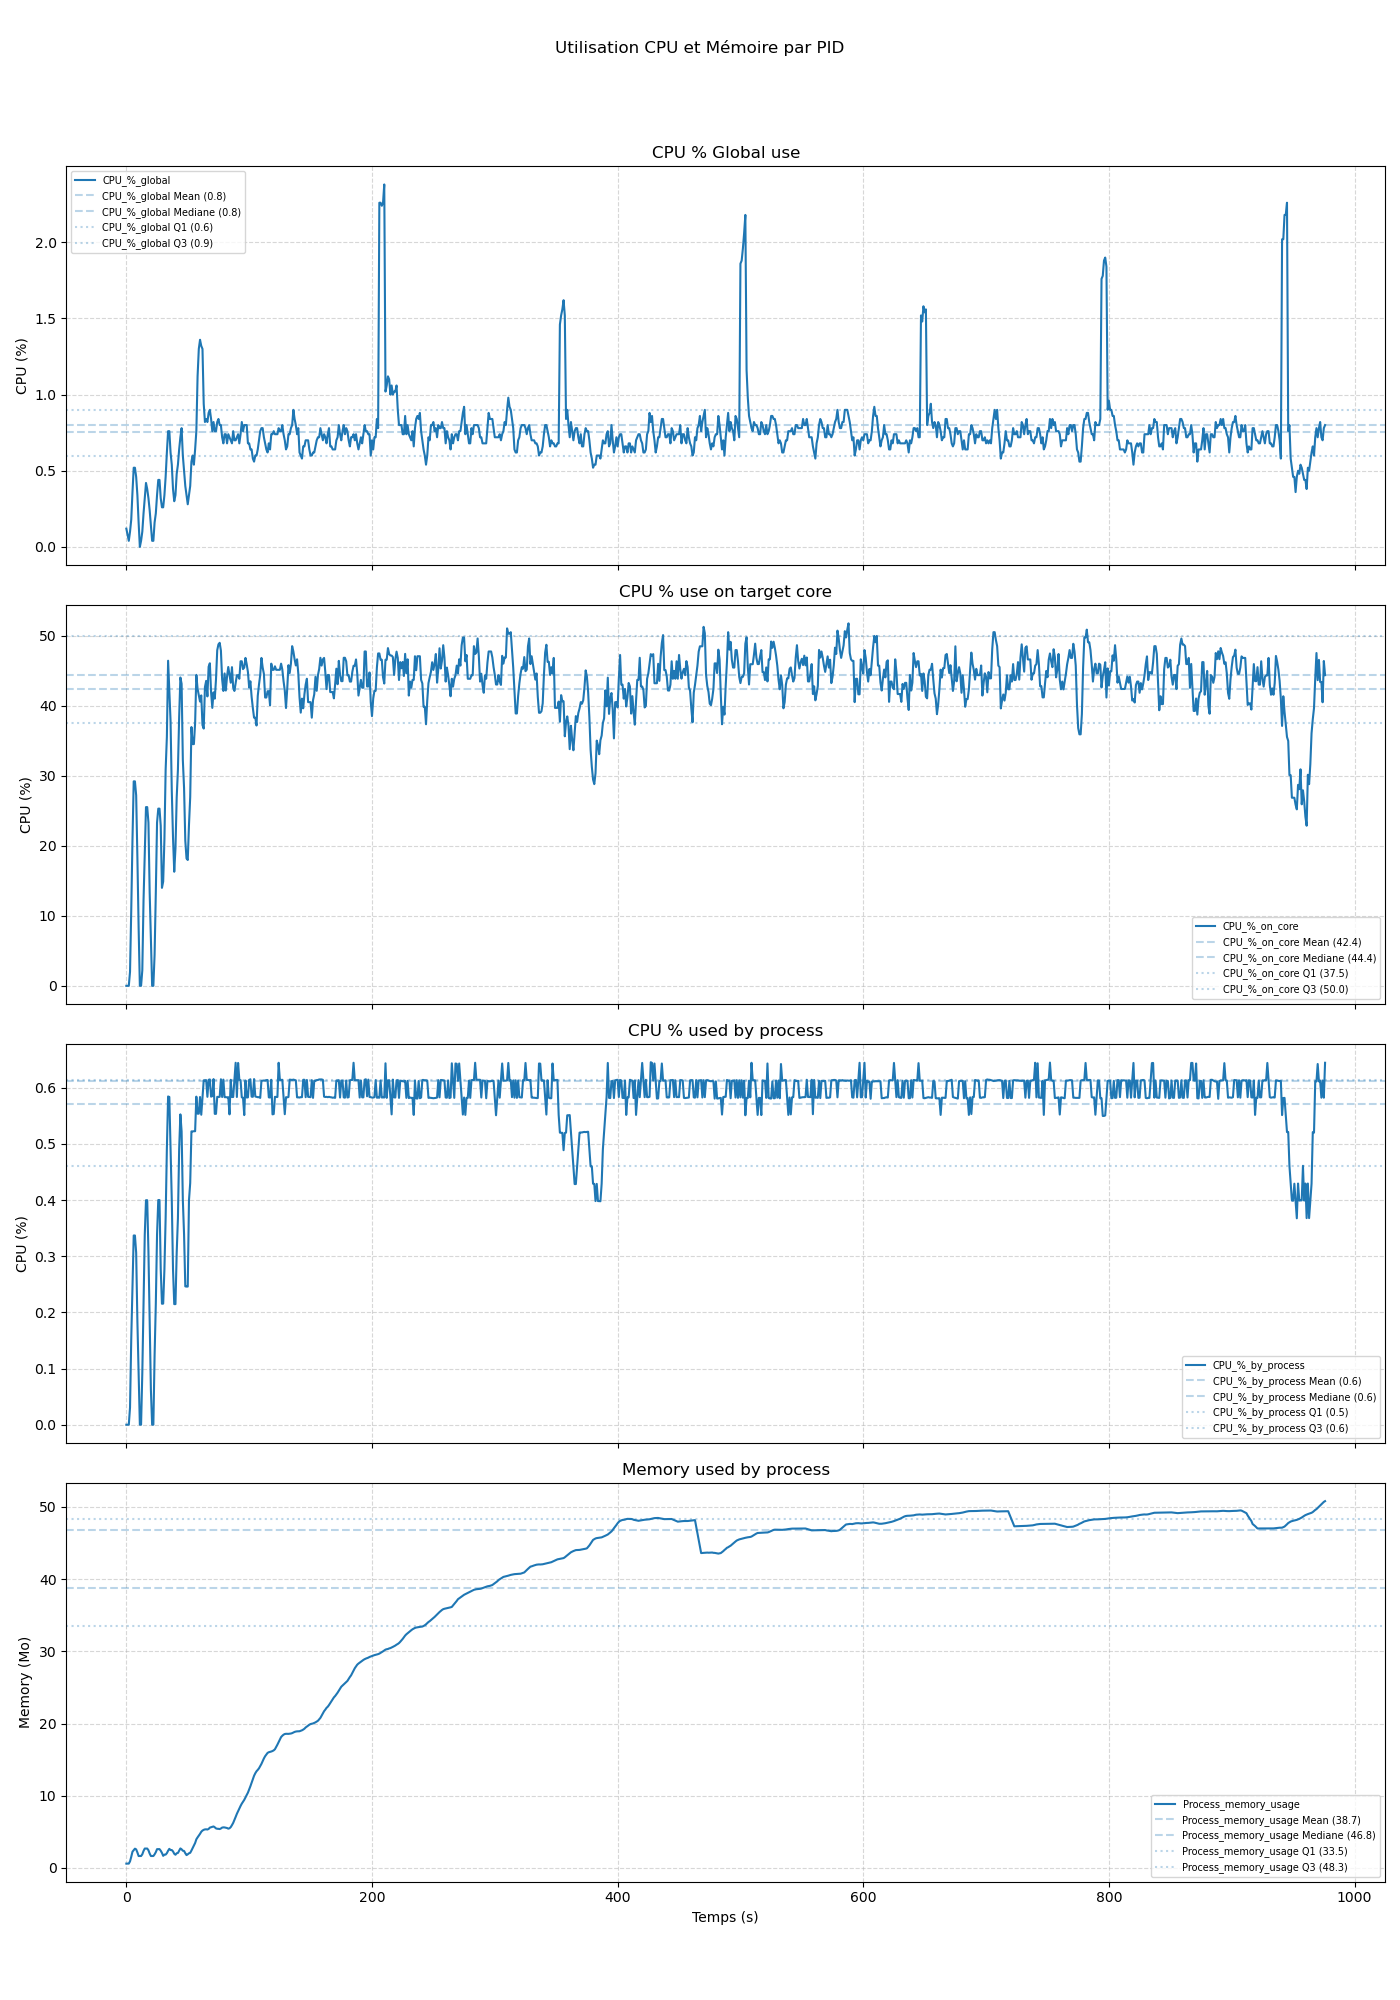 Utilisation CPU et Mémoire par PID
CPU % Global use
CPU_%_global
CPU_%_global Mean (0.8)
CPU_%_global Mediane (0.8)
CPU_%_global Q1 (0.6)
CPU_%_global Q3 (0.9)
2.0
1.5
1.0
0.5
0.0
CPU (%)
CPU % use on target core
50
40
30
20
10
0
CPU (%)
CPU_%_on_core
CPU_%_on_core Mean (42.4)
CPU_%_on_core Mediane (44.4)
CPU_%_on_core Q1 (37.5)
CPU_%_on_core Q3 (50.0)
CPU % used by process
0.6
0.5
0.4
0.3
0.2
0.1
0.0
CPU (%)
CPU_%_by_process
CPU_%_by_process Mean (0.6)
CPU_%_by_process Mediane (0.6)
CPU_%_by_process Q1 (0.5)
CPU_%_by_process Q3 (0.6)
Memory used by process
50
40
30
20
10
0
Memory (Mo)
Process_memory_usage
Process_memory_usage Mean (38.7)
Process_memory_usage Mediane (46.8)
Process_memory_usage Q1 (33.5)
Process_memory_usage Q3 (48.3)
0 200 400 600 800 1000
Temps (s)